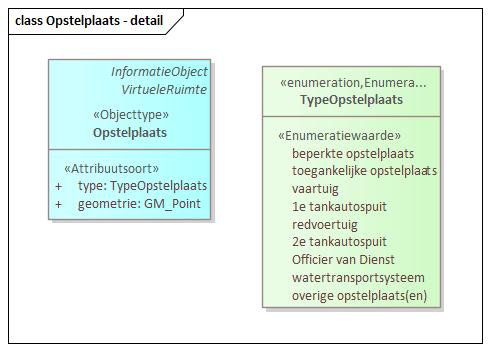 class Opstelplaats - detail
InformatieObject
VirtueleRuimte
«Objecttype»
Opstelplaats
«Attribuutsoort»
+ type: TypeOpstelplaats
+ geometrie: GM_Point
«enumeration,Enumera...
TypeOpstelplaats
«Enumeratiewaarde»
beperkte opstelplaats
toegankelijke opstelplaats
vaartuig
1e tankautospuit
redvoertuig
2e tankautospuit
Officier van Dienst
watertransportsysteem
overige opstelplaats(en)